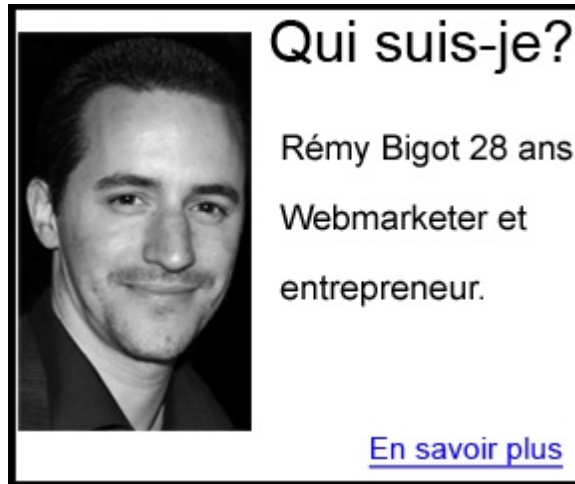 Qui suis-je?
Rémy Bigot 28 ans
Webmarketer et
entrepreneur.
En savoir plus